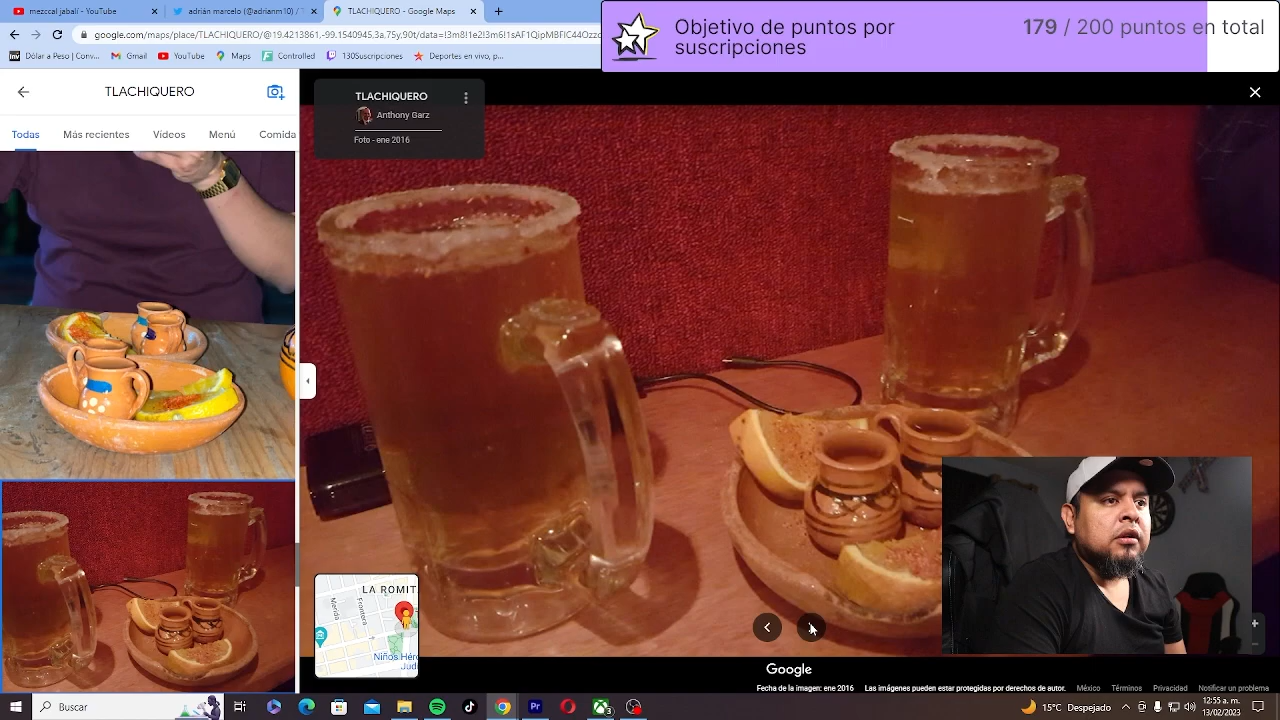 mezccal jabalí - YouTube
adrián marcelo (@adrianm10) / T
TLACHIQUERO - Google Maps
google.com/maps/place/TLACHIQUERO/@19.4213861,-99.1540945,3a,75y,90t/data=!3m8!1e2!3m6!1sAF1QipMBFIC44Ozzc
Dólar a Peso | Conv...
Gmail
YouTube
Maps
Controlled
130Suscripciones
Deportes en vivo, p...
Objetivo de puntos por
suscripciones
179 / 200 puntos en total
TLACHIQUERO
Todas
Más recientes
Vídeos
Menú
Comida
TLACHIQUERO
Anthony Garz
Foto - ene 2016
LA ROMIT
Mérida
Frontera
Niños Hér
Jud
Google
Fecha de la imagen: ene 2016
Las imágenes pueden estar protegidas por derechos de autor.
México
Términos
Privacidad
Notificar un problema
Buscar
15°C Despejado
12:55 a. m.
13/02/2023